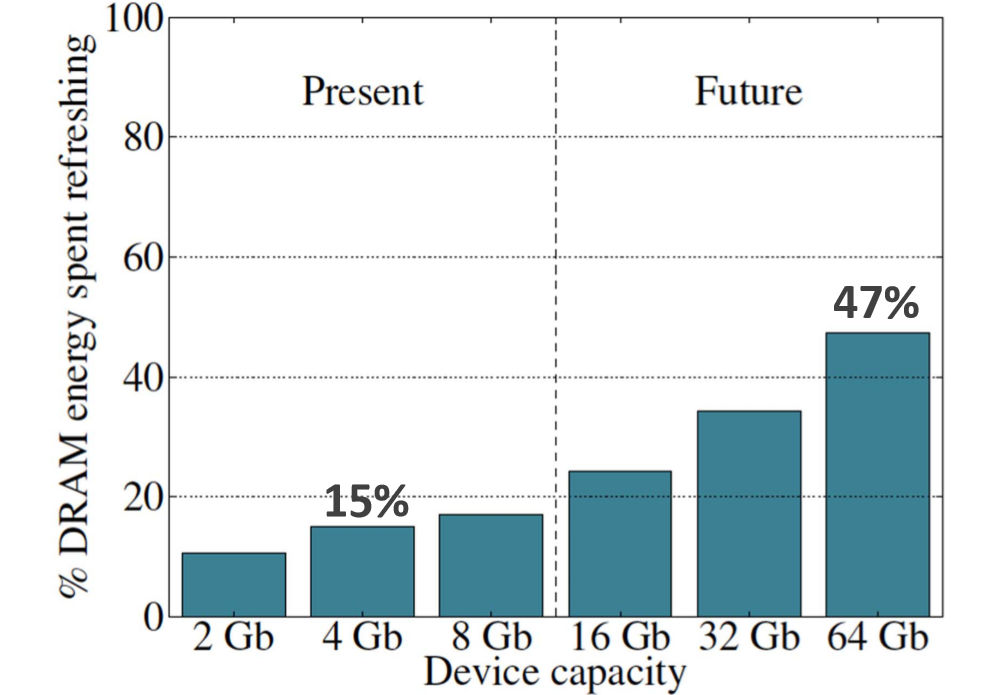 % DRAM energy spent refreshing
100
80
60
40
20
0
Present
Future
15%
47%
2 Gb
4 Gb
8 Gb
16 Gb
32 Gb
64 Gb
Device capacity